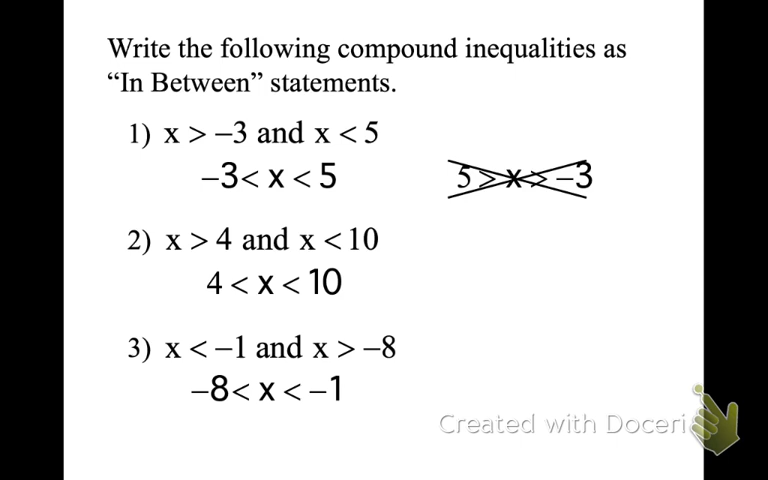 Write the following compound inequalities as
“In Between” statements.
1) x > –3 and x < 5
–3< x < 5
5 > x > –3
2) x > 4 and x < 10
4 < x < 10
3) x < –1 and x > –8
–8< x < –1
Created with Doceri